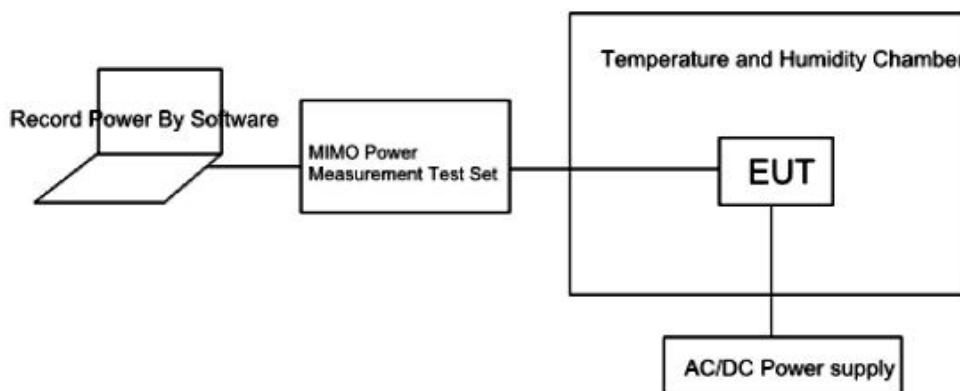 Temperature and Humidity Chamber
Record Power By Software
MIMO Power
Measurement Test Set
EUT
AC/DC Power supply